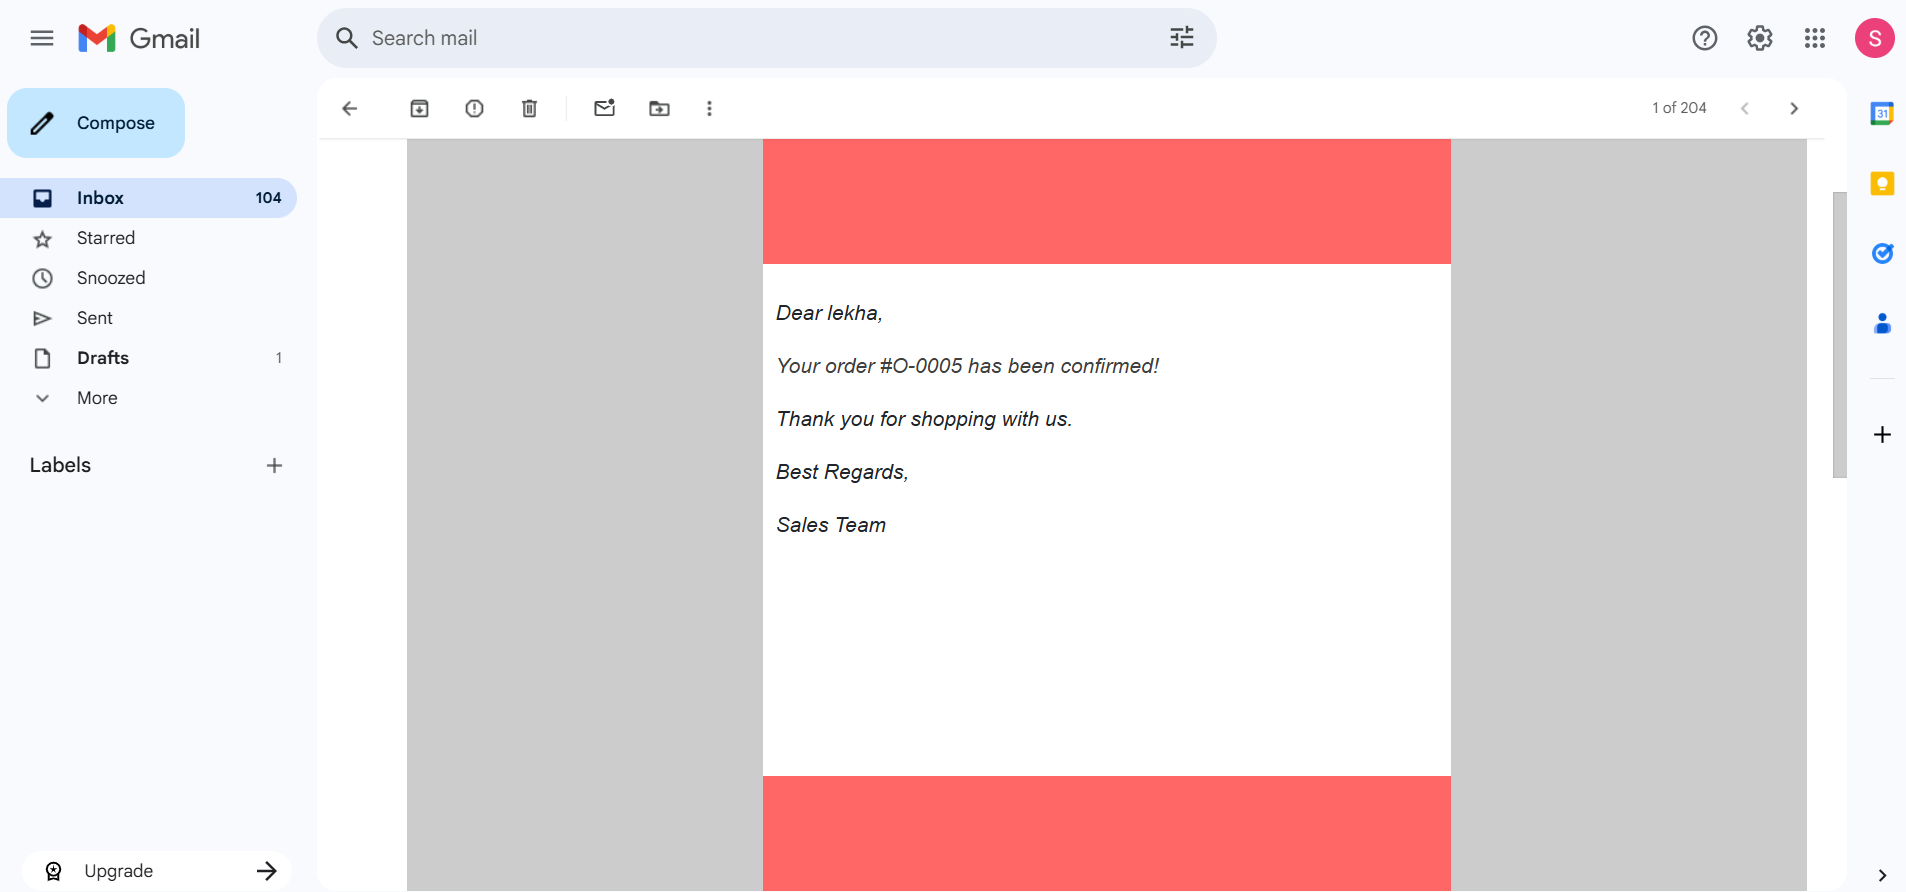 Gmail
Search mail
S
Compose
1 of 204
31
Inbox 104
Starred
Snoozed
Sent
Drafts 1
More
Labels
Dear lekha,
Your order #O-0005 has been confirmed!
Thank you for shopping with us.
Best Regards,
Sales Team
Upgrade